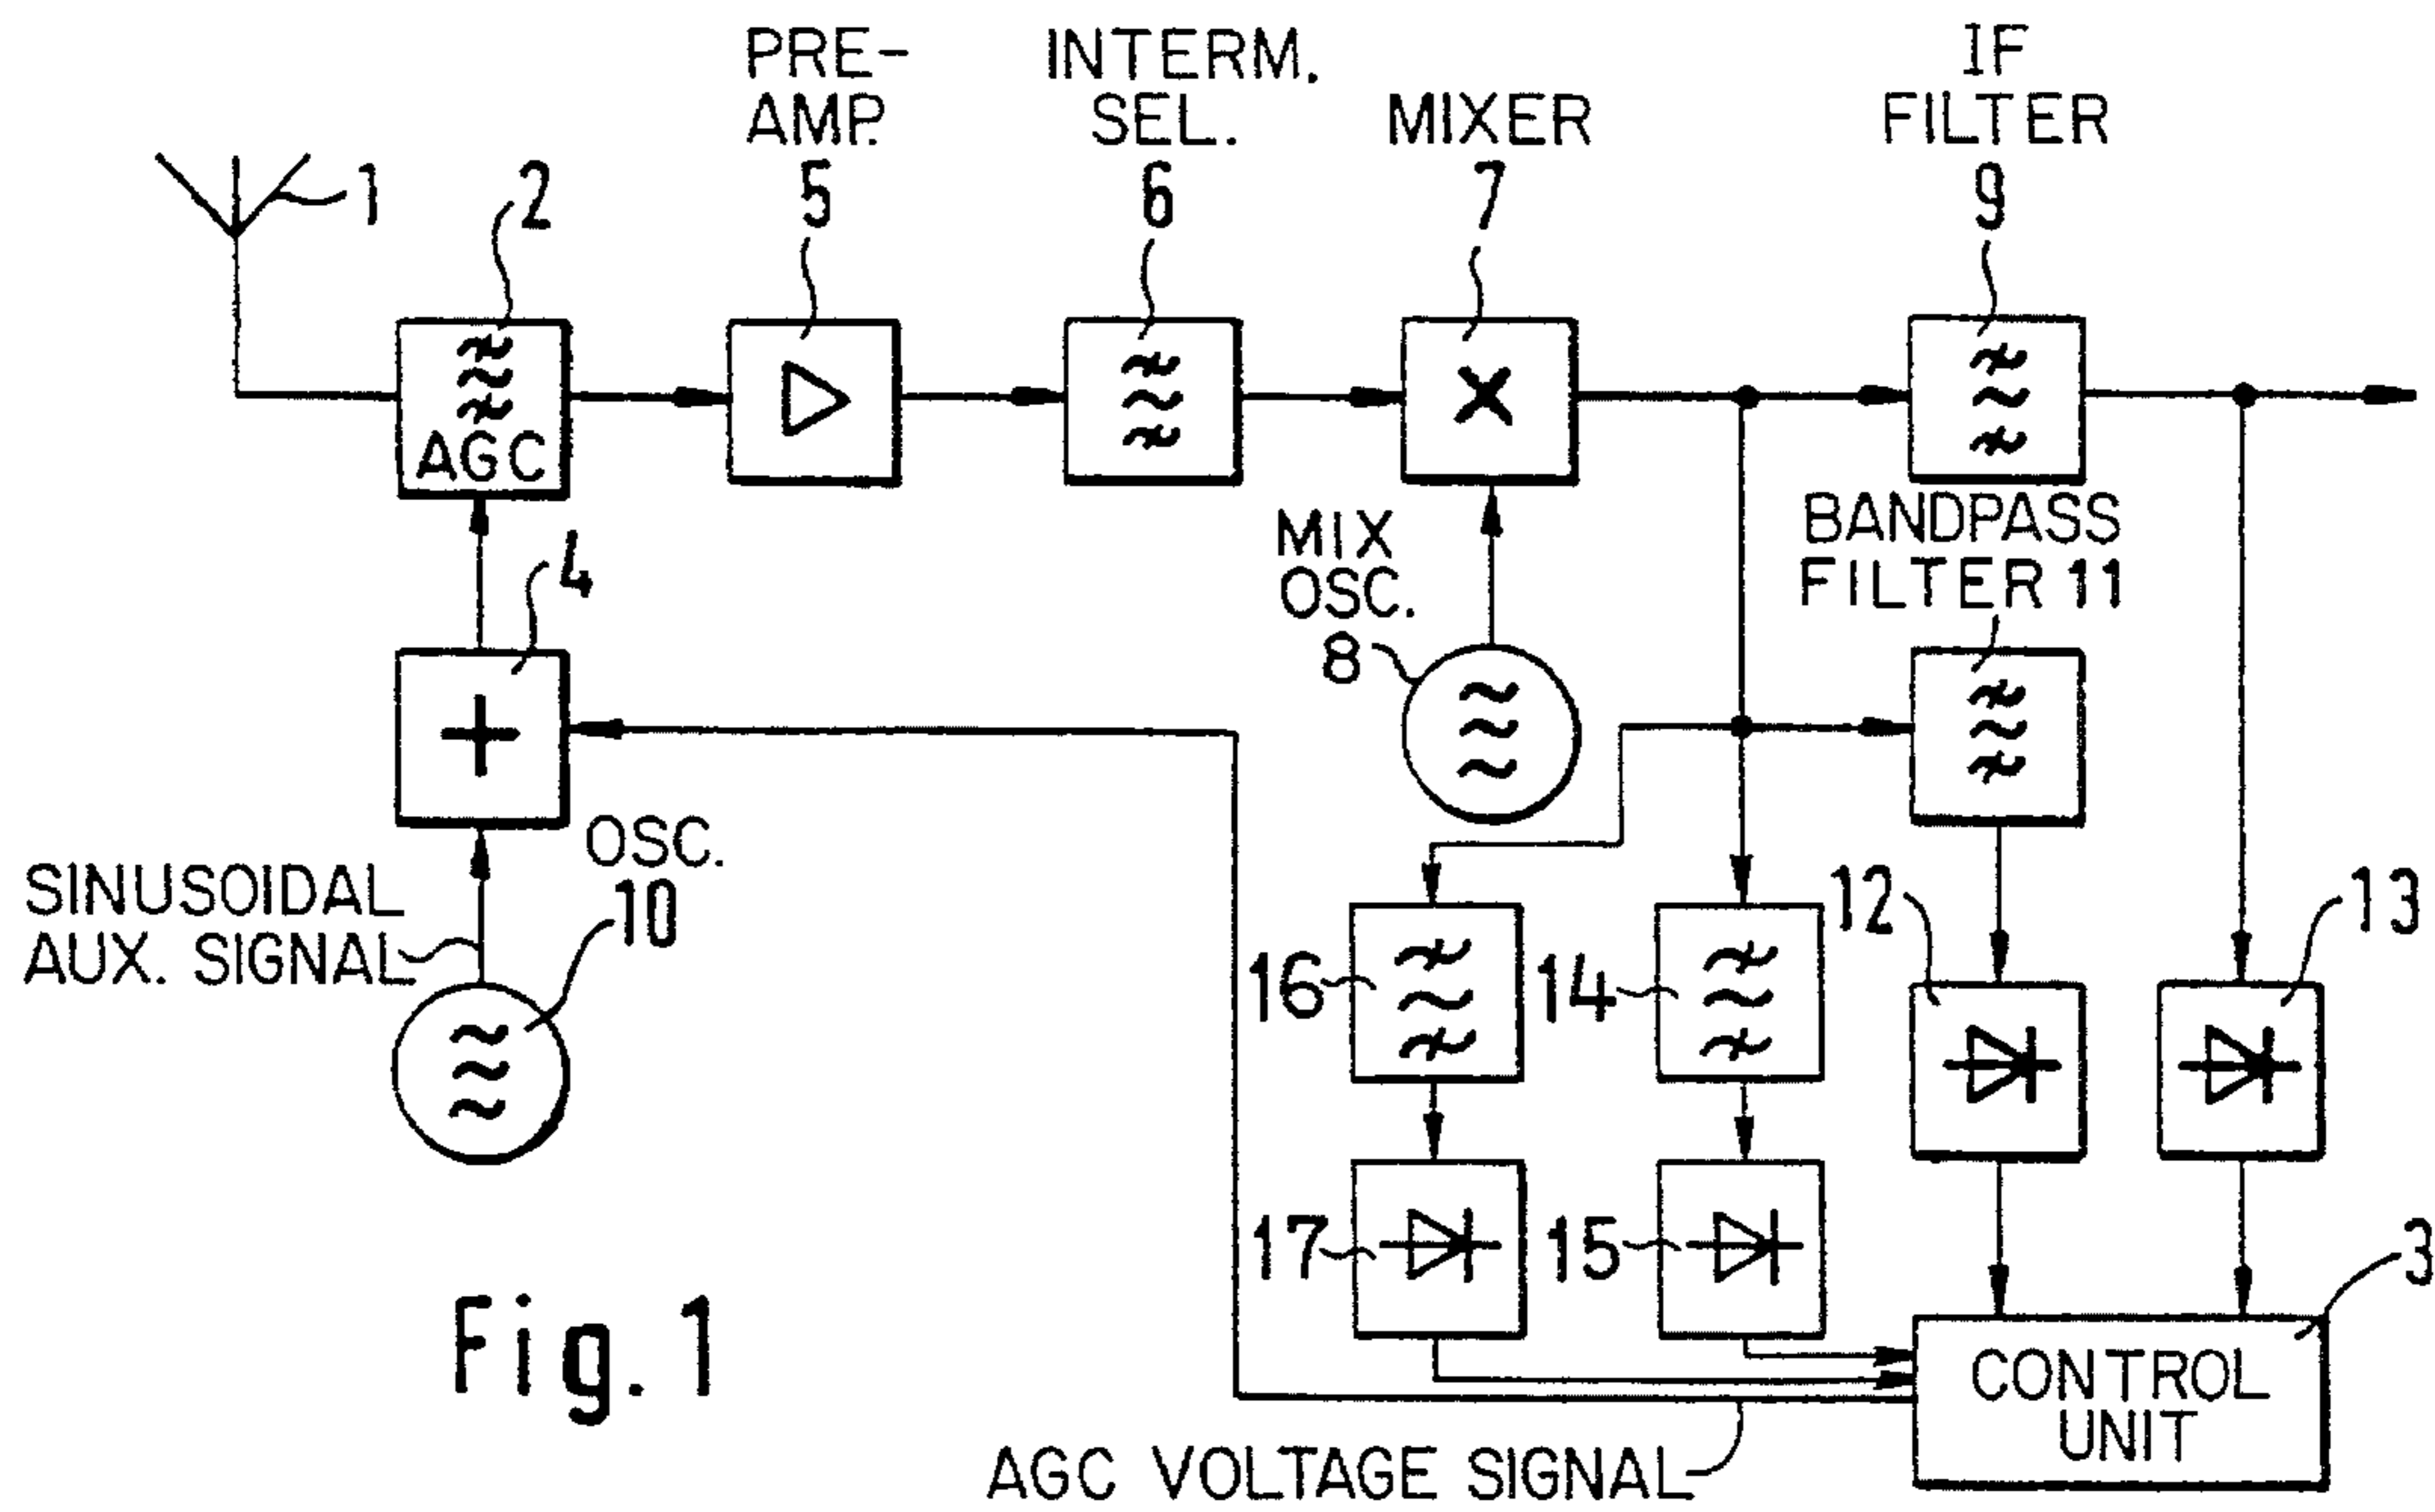 PRE-
AMP.
5
INTERM.
SEL.
6
MIXER
7
IF
FILTER
9
1
2
AGC
4
MIX
OSC.
8
BANDPASS
FILTER 11
OSC.
10
SINUSOIDAL
AUX. SIGNAL
16
14
12
13
17
15
3
CONTROL
UNIT
AGC VOLTAGE SIGNAL
Fig. 1